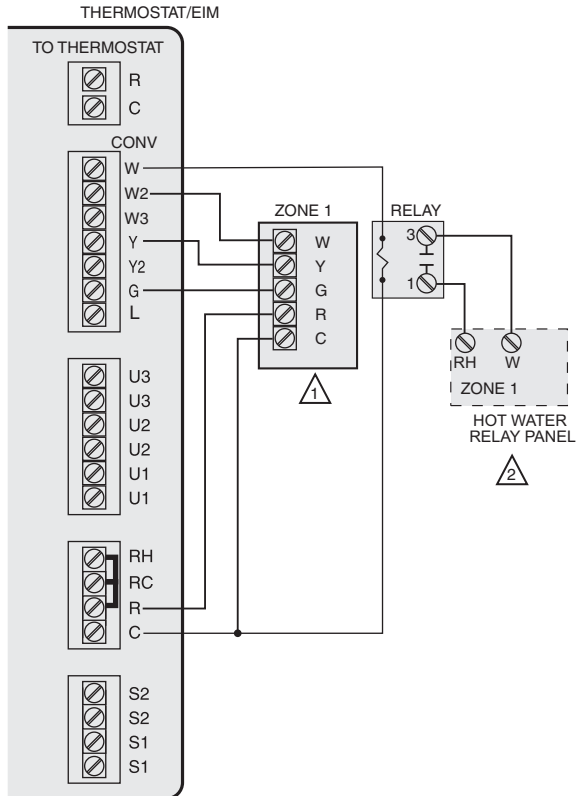 THERMOSTAT/EIM
TO THERMOSTAT
R
C
CONV
W
W2
W3
Y
Y2
G
L
U3
U3
U2
U2
U1
U1
RH
RC
R
C
S2
S2
S1
S1
ZONE 1
W
Y
G
R
C
1
RELAY
3
1
RH W
ZONE 1
HOT WATER
RELAY PANEL
2